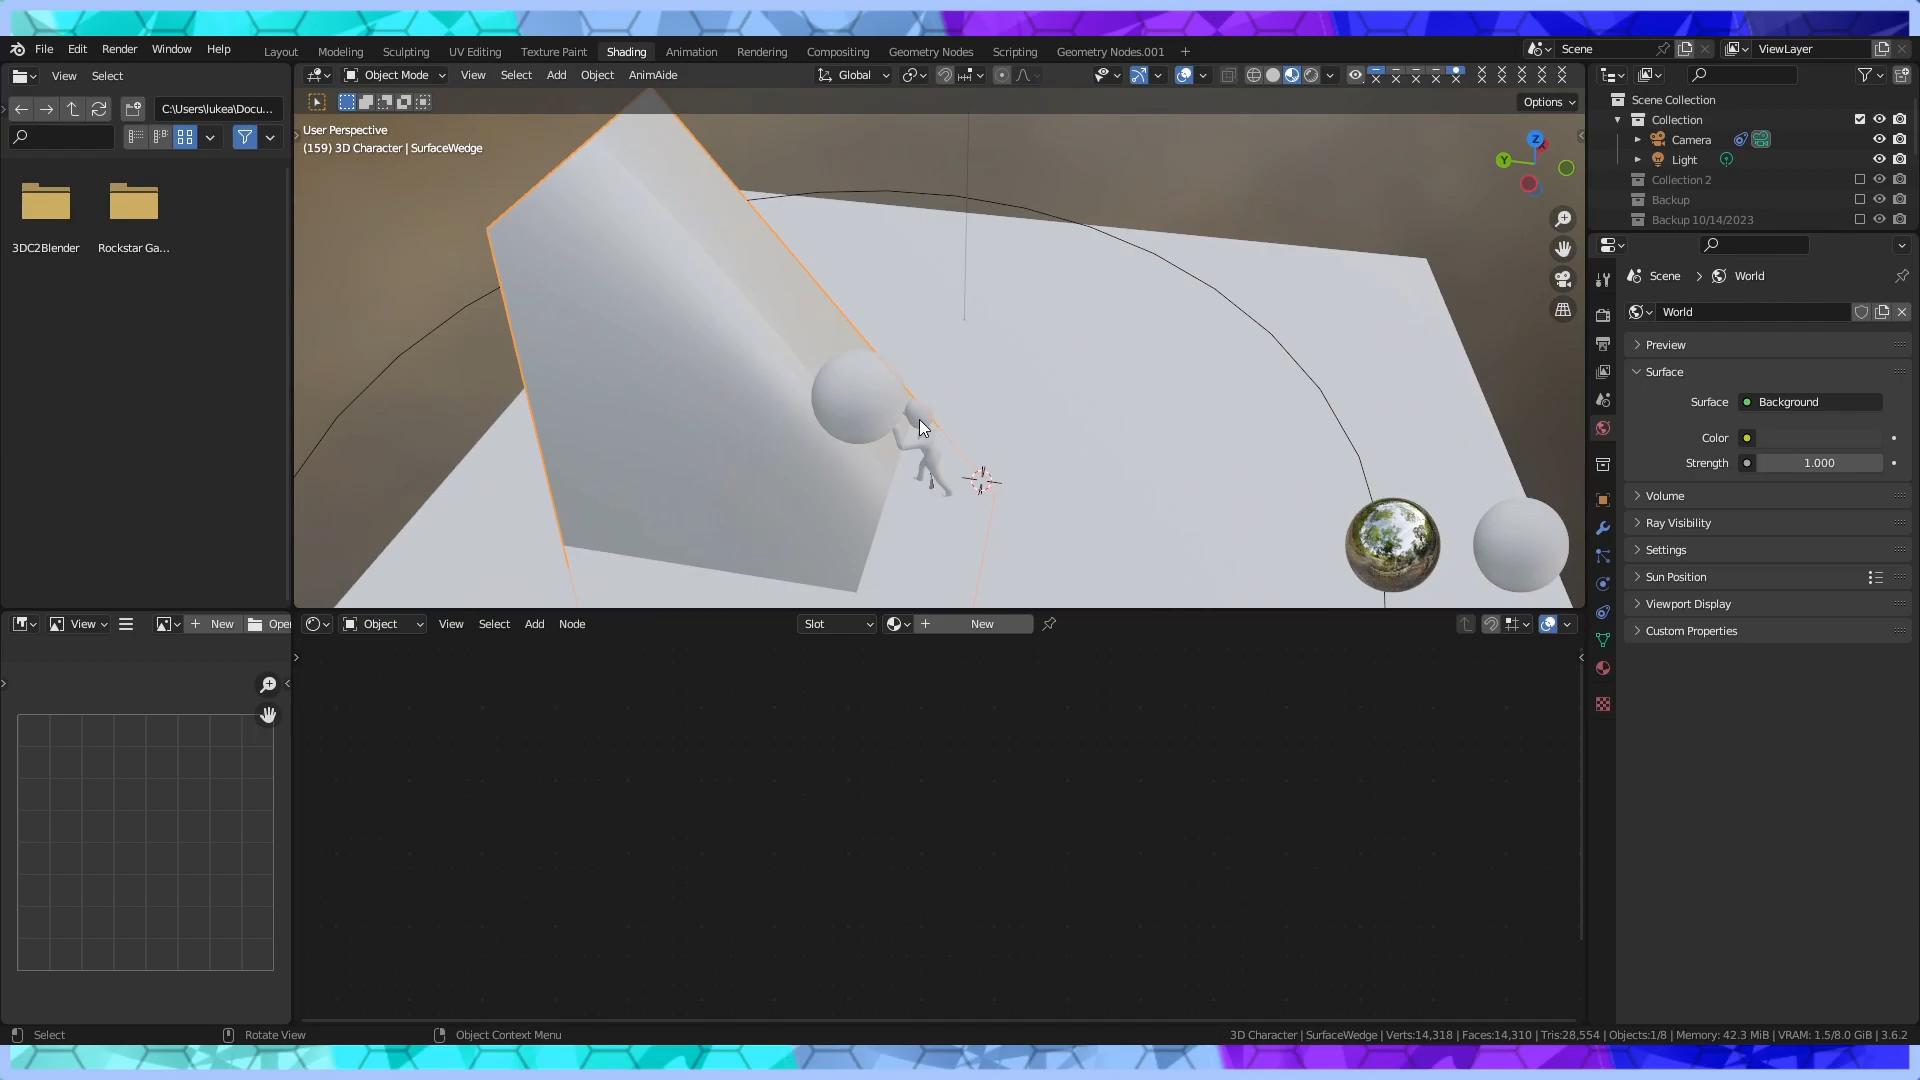 File Edit Render Window Help
Layout Modeling Sculpting UV Editing Texture Paint Shading Animation Rendering Compositing Geometry Nodes Scripting Geometry Nodes.001 +
Scene ViewLayer
View Select
C:\Users\lukea\Docu...
3DC2Blender Rockstar Ga...
Object Mode View Select Add Object AnimAide Global
Options
User Perspective
(159) 3D Character | SurfaceWedge
Z
Y
Scene Collection
Collection
Camera
Light
Collection 2
Backup
Backup 10/14/2023
Scene > World
World
Preview
Surface
Surface Background
Color
Strength 1.000
Volume
Ray Visibility
Settings
Sun Position
Viewport Display
Custom Properties
View New Open
Object View Select Add Node Slot New
Select Rotate View Object Context Menu
3D Character | SurfaceWedge | Verts:14,318 | Faces:14,310 | Tris:28,554 | Objects:1/8 | Memory: 42.3 MiB | VRAM: 1.5/8.0 GiB | 3.6.2